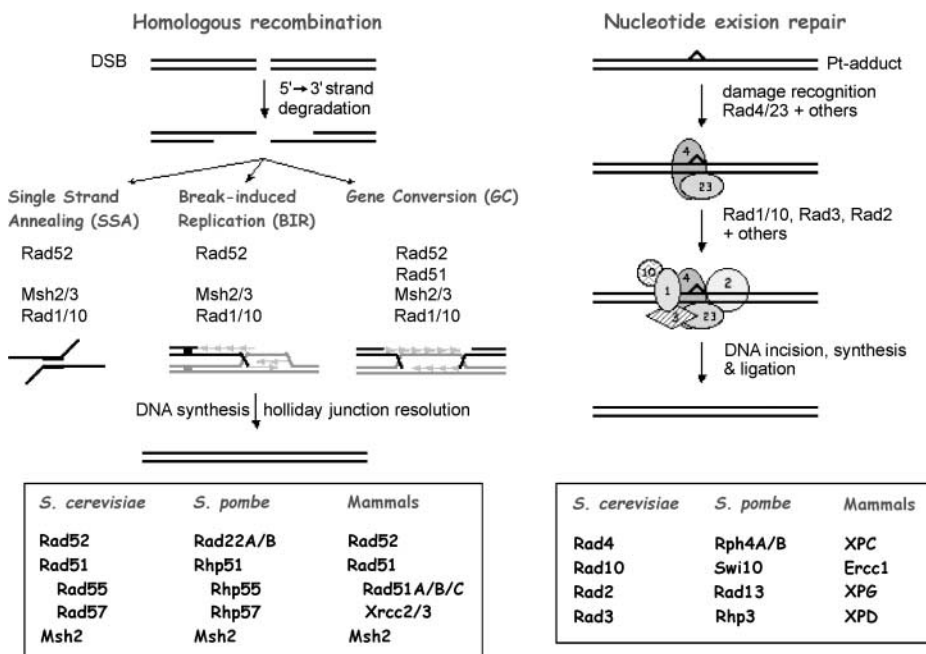 Homologous recombination
DSB
5'→3' strand
degradation
Single Strand
Annealing (SSA)
Rad52
Msh2/3
Rad1/10
Break-induced
Replication (BIR)
Rad52
Msh2/3
Rad1/10
Gene Conversion (GC)
Rad52
Rad51
Msh2/3
Rad1/10
DNA synthesis holliday junction resolution
S. cerevisiae S. pombe Mammals
Rad52 Rad22A/B Rad52
Rad51 Rhp51 Rad51
Rad55 Rhp55 Rad51A/B/C
Rad57 Rhp57 Xrcc2/3
Msh2 Msh2 Msh2
Nucleotide exision repair
Pt-adduct
damage recognition
Rad4/23 + others
4
23
Rad1/10, Rad3, Rad2
+ others
10
4
2
1
3
23
DNA incision, synthesis
& ligation
S. cerevisiae S. pombe Mammals
Rad4 Rph4A/B XPC
Rad10 Swi10 Ercc1
Rad2 Rad13 XPG
Rad3 Rhp3 XPD